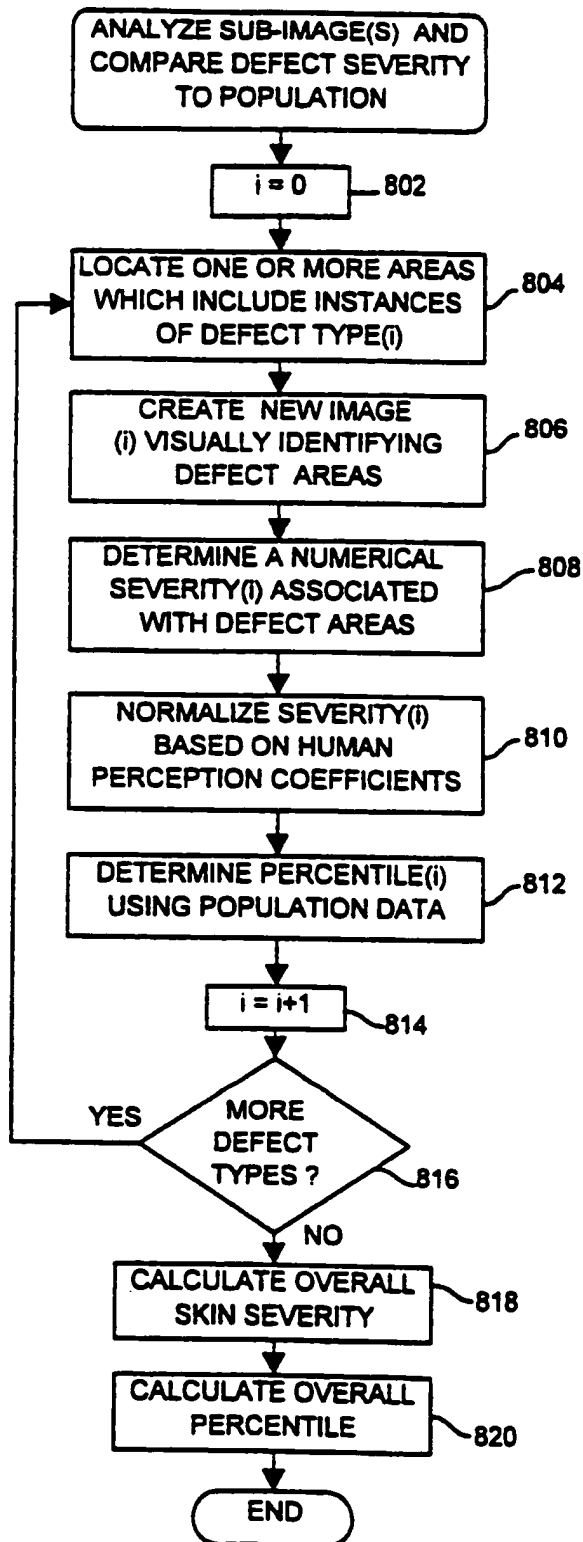 ANALYZE SUB-IMAGE(S) AND
COMPARE DEFECT SEVERITY
TO POPULATION
i = 0
802
LOCATE ONE OR MORE AREAS
WHICH INCLUDE INSTANCES
OF DEFECT TYPE(i)
804
CREATE NEW IMAGE
(i) VISUALLY IDENTIFYING
DEFECT AREAS
806
DETERMINE A NUMERICAL
SEVERITY(i) ASSOCIATED
WITH DEFECT AREAS
808
NORMALIZE SEVERITY(i)
BASED ON HUMAN
PERCEPTION COEFFICIENTS
810
DETERMINE PERCENTILE(i)
USING POPULATION DATA
812
i = i+1
814
YES
MORE
DEFECT
TYPES ?
816
NO
CALCULATE OVERALL
SKIN SEVERITY
818
CALCULATE OVERALL
PERCENTILE
820
END